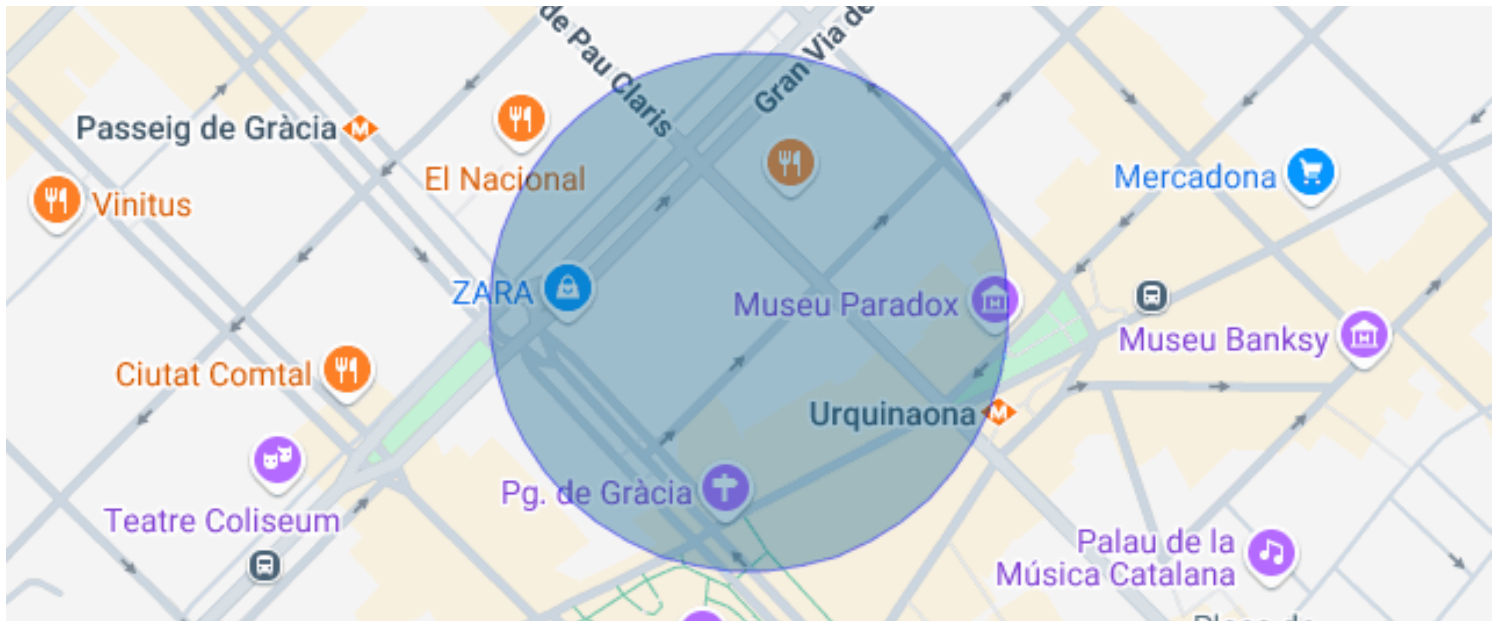 de Pau Claris
Gran Via de
Passeig de Gràcia
El Nacional
Vinitus
Mercadona
ZARA
Museu Paradox
Museu Banksy
Ciutat Comtal
Urquinaona
Pg. de Gràcia
Teatre Coliseum
Palau de la
Música Catalana